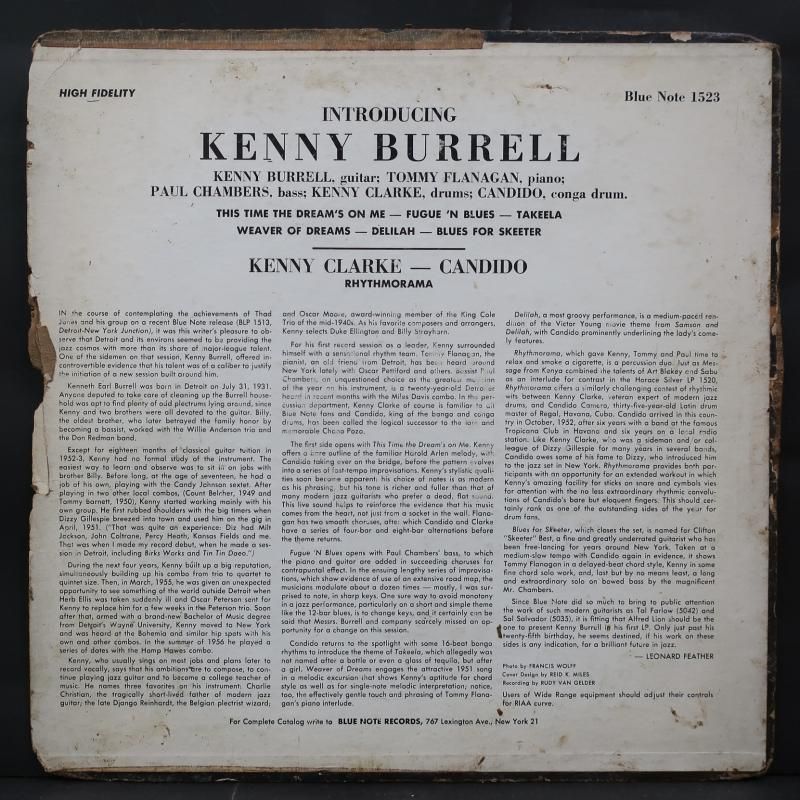 HIGH FIDELITY
Blue Note 1523
INTRODUCING
KENNY BURRELL
KENNY BURRELL, guitar; TOMMY FLANAGAN, piano;
PAUL CHAMBERS, bass; KENNY CLARKE, drums; CANDIDO, conga drum.
THIS TIME THE DREAM'S ON ME — FUGUE 'N BLUES — TAKEELA
WEAVER OF DREAMS — DELILAH — BLUES FOR SKEETER
KENNY CLARKE — CANDIDO
RHYTHMORAMA
IN the course of contemplating the achievements of Thad
Jones and his group on a recent Blue Note release (BLP 1513,
Detroit-New York Junction), it was this writer's pleasure to ob-
serve that Detroit and its environs seemed to be providing the
jazz cosmos with more than its share of major-league talent.
One of the sidemen on that session, Kenny Burrell, offered in-
controvertible evidence that his talent was of a caliber to justify
the initiation of a new session built around him.
Kenneth Earl Burrell was born in Detroit on July 31, 1931.
Anyone deputed to take care of cleaning up the Burrell house-
hold was apt to find plenty of odd plectrums lying around, since
Kenny and two brothers were all devoted to the guitar. Billy,
the oldest brother, who later betrayed the family honor by
becoming a bassist, worked with the Willie Anderson trio and
the Don Redman band.
Except for eighteen months of classical guitar tuition in
1952-3, Kenny had no formal study of the instrument. The
easiest way to learn and observe was to sit in on jobs with
brother Billy. Before long, at the age of seventeen, he had a
job of his own, playing with the Candy Johnson sextet. After
playing in two other local combos, (Count Belcher, 1949 and
Tommy Barnett, 1950), Kenny started working mainly with his
own group. He first rubbed shoulders with the big timers when
Dizzy Gillespie breezed into town and used him on the gig in
April, 1951. ("That was quite an experience: Diz had Milt
Jackson, John Coltrane, Percy Heath, Kansas Fields and me.
That was when I made my record debut, when he made a ses-
sion in Detroit, including Birks Works and Tin Tin Daeo.")
During the next four years, Kenny built up a big reputation,
simultaneously building up his combo from trio to quartet to
quintet size. Then, in March, 1955, he was given an unexpected
opportunity to see something of the world outside Detroit when
Herb Ellis was taken suddenly ill and Oscar Peterson sent for
Kenny to replace him for a few weeks in the Peterson trio. Soon
after that, armed with a brand-new Bachelor of Music degree
from Detroit's Wayne University, Kenny moved to New York
and was heard at the Bohemia and similar hip spots with his
own and other combos. In the summer of 1956 he played a
series of dates with the Hamp Hawes combo.
Kenny, who usually sings on most jobs and plans later to
record vocally, says that his ambitions are to compose, to con-
tinue playing jazz guitar and to become a college teacher of
music. He names three favorites on his instrument: Charlie
Christian, the tragically short-lived father of modern jazz
guitar; the late Django Reinhardt, the Belgian plectrist wizard;
and Oscar Moore, award-winning member of the King Cole
Trio of the mid-1940s. As his favorite composers and arrangers,
Kenny selects Duke Ellington and Billy Strayhorn.
For his first recorded session as a leader, Kenny surrounded
himself with a sensational rhythm team. Tommy Flanagan, the
pianist, an old friend from Detroit, has been heard around
New York lately with Oscar Pettiford and others. Bassist Paul
Chambers, an unquestioned choice as the greatest musician
of the year on his instrument, is a twenty-year-old Detroiter
heard in recent months with the Miles Davis combo. In the per-
cussion department, Kenny Clarke of course is familiar to all
Blue Note fans and Candido, king of the bongo and conga
drums, has been called the logical successor to the late and
memorable Chano Pozo.
The first side opens with This Time the Dream's on Me. Kenny
offers a bare outline of the familiar Harold Arlen melody, with
Candido taking over on the bridge, before the pattern evolves
into a series of fast-tempo improvisations. Kenny's stylistic quali-
ties soon become apparent: his choice of notes is as modern
as his phrasing, but his tone is richer and fuller than that of
many modern jazz guitarists who prefer a dead, flat sound.
This live sound helps to reinforce the evidence that his music
comes from the heart, not just from a socket in the wall. Flana-
gan has two smooth choruses, after which Candido and Clarke
have a series of four-bar and eight-bar alternations before
the theme returns.
Fugue 'N Blues opens with Paul Chambers' bass, to which
the piano and guitar are added in succeeding choruses for
contrapuntal effect. In the ensuing lengthy series of improvisa-
tions, which show evidence of use of an extensive road map, the
musicians modulate about a dozen times — mostly, I was sur-
prised to note, in sharp keys. One sure way to avoid monotony
in a jazz performance, particularly on a short and simple theme
like the 12-bar blues, is to change keys, and it certainly can be
said that Messrs. Burrell and company scarcely missed an op-
portunity for a change on this session.
Candido returns to the spotlight with some 16-beat bongo
rhythms to introduce the theme of Takeela, which allegedly was
not named after a bottle or even a glass of tequila, but after
a girl. Weaver of Dreams engages the attractive 1951 song
in a melodic excursion that shows Kenny's aptitude for chord
style as well as for single-note melodic interpretation; notice,
too, the effectively gentle touch and phrasing of Tommy Flana-
gan's piano interlude.
Delilah, a most groovy performance, is a medium-paced ren-
dition of the Victor Young movie theme from Samson and
Delilah, with Candido prominently underlining the lady's come-
ly features.
Rhythmorama, which gave Kenny, Tommy and Paul time to
relax and smoke a cigarette, is a percussion duo. Just as Mes-
sage from Kenya combined the talents of Art Blakey and Sabu
as an interlude for contrast in the Horace Silver LP 1520,
Rhythmorama offers a similarly challenging contest of rhythmic
wits between Kenny Clarke, veteran expert of modern jazz
drums, and Candido Camero, thirty-five-year-old Latin drum
master of Regal, Havana, Cuba. Candido arrived in this coun-
try in October, 1952, after six years with a band at the famous
Tropicana Club in Havana and six years on a local radio
station. Like Kenny Clarke, who was a sideman and/or col-
league of Dizzy Gillespie for many years in several bands,
Candido owes some of his fame to Dizzy, who introduced him
to the jazz set in New York. Rhythmorama provides both par-
ticipants with an opportunity for an extended workout in which
Kenny's amazing facility for sticks on snare and cymbals vies
for attention with the no less extraordinary rhythmic convolu-
tions of Candido's bare but eloquent fingers. This should cer-
tainly rank as one of the outstanding sides of the year for
drum fans.
Blues for Skeeter, which closes the set, is named for Clifton
"Skeeter" Best, a fine and greatly underrated guitarist who has
been free-lancing for years around New York. Taken at a
medium-slow tempo with Candido again in evidence, it shows
Tommy Flanagan in a delayed-beat chord style, Kenny in some
fine chord solo work, and, last but by no means least, a long
and extraordinary solo on bowed bass by the magnificent
Mr. Chambers.
Since Blue Note did so much to bring to public attention
the work of such modern guitarists as Tal Farlow (5042) and
Sal Salvador (5035), it is fitting that Alfred Lion should be the
one to present Kenny Burrell in his first LP. Only just past his
twenty-fifth birthday, he seems destined, if his work on these
sides is any indication, for a brilliant future in jazz.
— LEONARD FEATHER
Photo by FRANCIS WOLFF
Cover Design by REID K. MILES
Recording by RUDY VAN GELDER
Users of Wide Range equipment should adjust their controls
for RIAA curve.
For Complete Catalog write to BLUE NOTE RECORDS, 767 Lexington Ave., New York 21